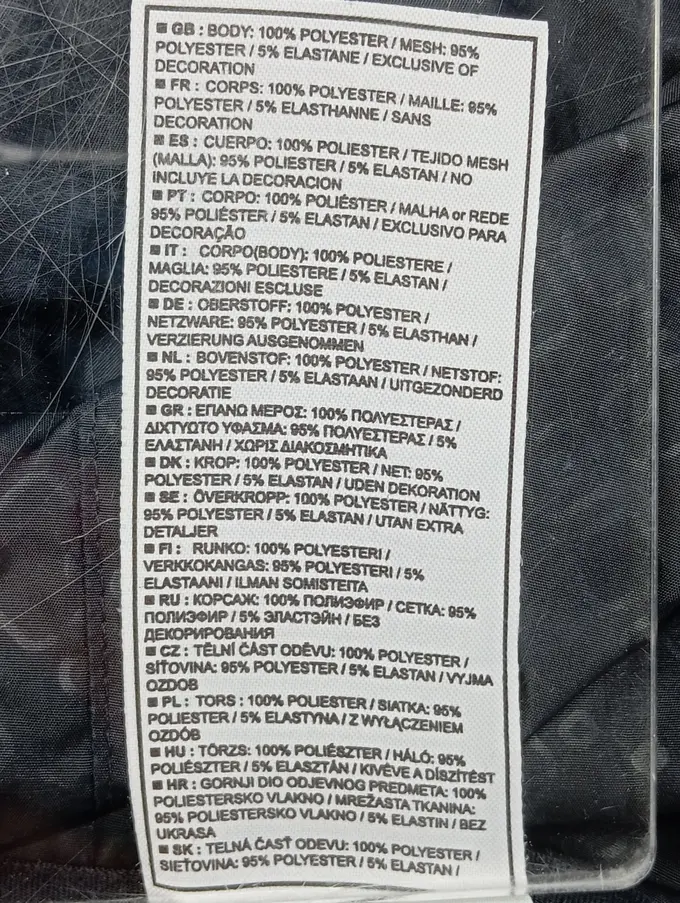 ■ GB : BODY: 100% POLYESTER / MESH: 95%
POLYESTER / 5% ELASTANE / EXCLUSIVE OF
DECORATION
■ FR : CORPS: 100% POLYESTER / MAILLE: 95%
POLYESTER / 5% ELASTHANNE / SANS
DECORATION
■ ES : CUERPO: 100% POLIESTER / TEJIDO MESH
(MALLA): 95% POLIESTER / 5% ELASTAN / NO
INCLUYE LA DECORACION
■ PT : CORPO: 100% POLIÉSTER / MALHA or REDE
95% POLIÉSTER / 5% ELASTAN / EXCLUSIVO PARA
DECORAÇÃO
■ IT : CORPO(BODY): 100% POLIESTERE /
MAGLIA: 95% POLIESTERE / 5% ELASTAN /
DECORAZIONI ESCLUSE
■ DE : OBERSTOFF: 100% POLYESTER /
NETZWARE: 95% POLYESTER / 5% ELASTHAN /
VERZIERUNG AUSGENOMMEN
■ NL : BOVENSTOF: 100% POLYESTER / NETSTOF:
95% POLYESTER / 5% ELASTAAN / UITGEZONDERD
DECORATIE
■ GR : ΕΠΑΝΩ ΜΕΡΟΣ: 100% ΠΟΛΥΕΣΤΕΡΑΣ /
ΔΙΧΤΥΩΤΟ ΥΦΑΣΜΑ: 95% ΠΟΛΥΕΣΤΕΡΑΣ / 5%
ΕΛΑΣΤΑΝΗ / ΧΩΡΙΣ ΔΙΑΚΟΣΜΗΤΙΚΑ
■ DK : KROP: 100% POLYESTER / NET: 95%
POLYESTER / 5% ELASTAN / UDEN DEKORATION
■ SE : ÖVERKROPP: 100% POLYESTER / NÄTTYG:
95% POLYESTER / 5% ELASTAN / UTAN EXTRA
DETALJER
■ FI : RUNKO: 100% POLYESTERI /
VERKKOKANGAS: 95% POLYESTERI / 5%
ELASTAANI / ILMAN SOMISTEITA
■ RU : КОРСАЖ: 100% ПОЛИЭФИР / СЕТКА: 95%
ПОЛИЭФИР / 5% ЭЛАСТЭЙН / БЕЗ
ДЕКОРИРОВАНИЯ
■ CZ : TĚLNÍ ČÁST ODĚVU: 100% POLYESTER /
SÍŤOVINA: 95% POLYESTER / 5% ELASTAN / VYJMA
OZDOB
■ PL : TORS : 100% POLIESTER / SIATKA: 95%
POLIESTER / 5% ELASTYNA / Z WYŁĄCZENIEM
OZDÓB
■ HU : TÖRZS: 100% POLIÉSZTER / HÁLÓ: 95%
POLIÉSZTER / 5% ELASZTÁN / KIVÉVE A DÍSZÍTÉST
■ HR : GORNJI DIO ODJEVNOG PREDMETA: 100%
POLIESTERSKO VLAKNO / MREŽASTA TKANINA:
95% POLIESTERSKO VLAKNO / 5% ELASTIN / BEZ
UKRASA
■ SK : TELNÁ ČASŤ ODEVU: 100% POLYESTER /
SIEŤOVINA: 95% POLYESTER / 5% ELASTAN /